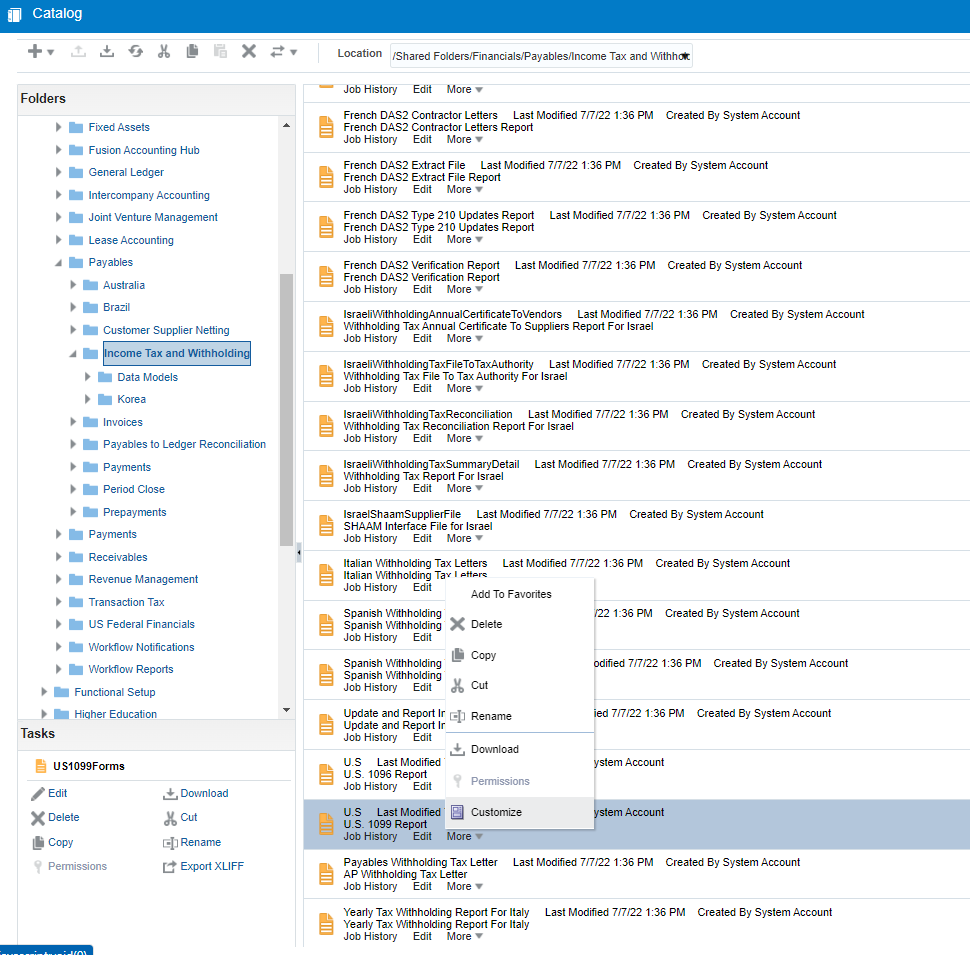 Catalog
Location /Shared Folders/Financials/Payables/Income Tax and Withhol
Folders
Fixed Assets
Fusion Accounting Hub
General Ledger
Intercompany Accounting
Joint Venture Management
Lease Accounting
Payables
Australia
Brazil
Customer Supplier Netting
Income Tax and Withholding
Data Models
Korea
Invoices
Payables to Ledger Reconciliation
Payments
Period Close
Prepayments
Payments
Receivables
Revenue Management
Transaction Tax
US Federal Financials
Workflow Notifications
Workflow Reports
Functional Setup
Higher Education
Tasks
US1099Forms
Edit Download
Delete Cut
Copy Rename
Permissions Export XLIFF
Job History Edit More
French DAS2 Contractor Letters Last Modified 7/7/22 1:36 PM Created By System Account
French DAS2 Contractor Letters Report
Job History Edit More
French DAS2 Extract File Last Modified 7/7/22 1:36 PM Created By System Account
French DAS2 Extract File Report
Job History Edit More
French DAS2 Type 210 Updates Report Last Modified 7/7/22 1:36 PM Created By System Account
French DAS2 Type 210 Updates Report
Job History Edit More
French DAS2 Verification Report Last Modified 7/7/22 1:36 PM Created By System Account
French DAS2 Verification Report
Job History Edit More
IsraeliWithholdingAnnualCertificateToVendors Last Modified 7/7/22 1:36 PM Created By System Account
Withholding Tax Annual Certificate To Suppliers Report For Israel
Job History Edit More
IsraeliWithholdingTaxFileToTaxAuthority Last Modified 7/7/22 1:36 PM Created By System Account
Withholding Tax File To Tax Authority For Israel
Job History Edit More
IsraeliWithholdingTaxReconciliation Last Modified 7/7/22 1:36 PM Created By System Account
Withholding Tax Reconciliation Report For Israel
Job History Edit More
IsraeliWithholdingTaxSummaryDetail Last Modified 7/7/22 1:36 PM Created By System Account
Withholding Tax Report For Israel
Job History Edit More
IsraelShaamSupplierFile Last Modified 7/7/22 1:36 PM Created By System Account
SHAAM Interface File for Israel
Job History Edit More
Italian Withholding Tax Letters Last Modified 7/7/22 1:36 PM Created By System Account
Italian Withholding Tax Letters
Job History Edit
Spanish Withholding /22 1:36 PM Created By System Account
Spanish Withholding
Job History Edit
Spanish Withholding odified 7/7/22 1:36 PM Created By System Account
Spanish Withholding
Job History Edit
Update and Report In ied 7/7/22 1:36 PM Created By System Account
Update and Report In
Job History Edit
U.S Last Modified ystem Account
U.S. 1096 Report
Job History Edit
U.S Last Modified ystem Account
U.S. 1099 Report
Job History Edit More
Payables Withholding Tax Letter Last Modified 7/7/22 1:36 PM Created By System Account
AP Withholding Tax Letter
Job History Edit More
Yearly Tax Withholding Report For Italy Last Modified 7/7/22 1:36 PM Created By System Account
Yearly Tax Withholding Report For Italy
Job History Edit More
Add To Favorites
Delete
Copy
Cut
Rename
Download
Permissions
Customize